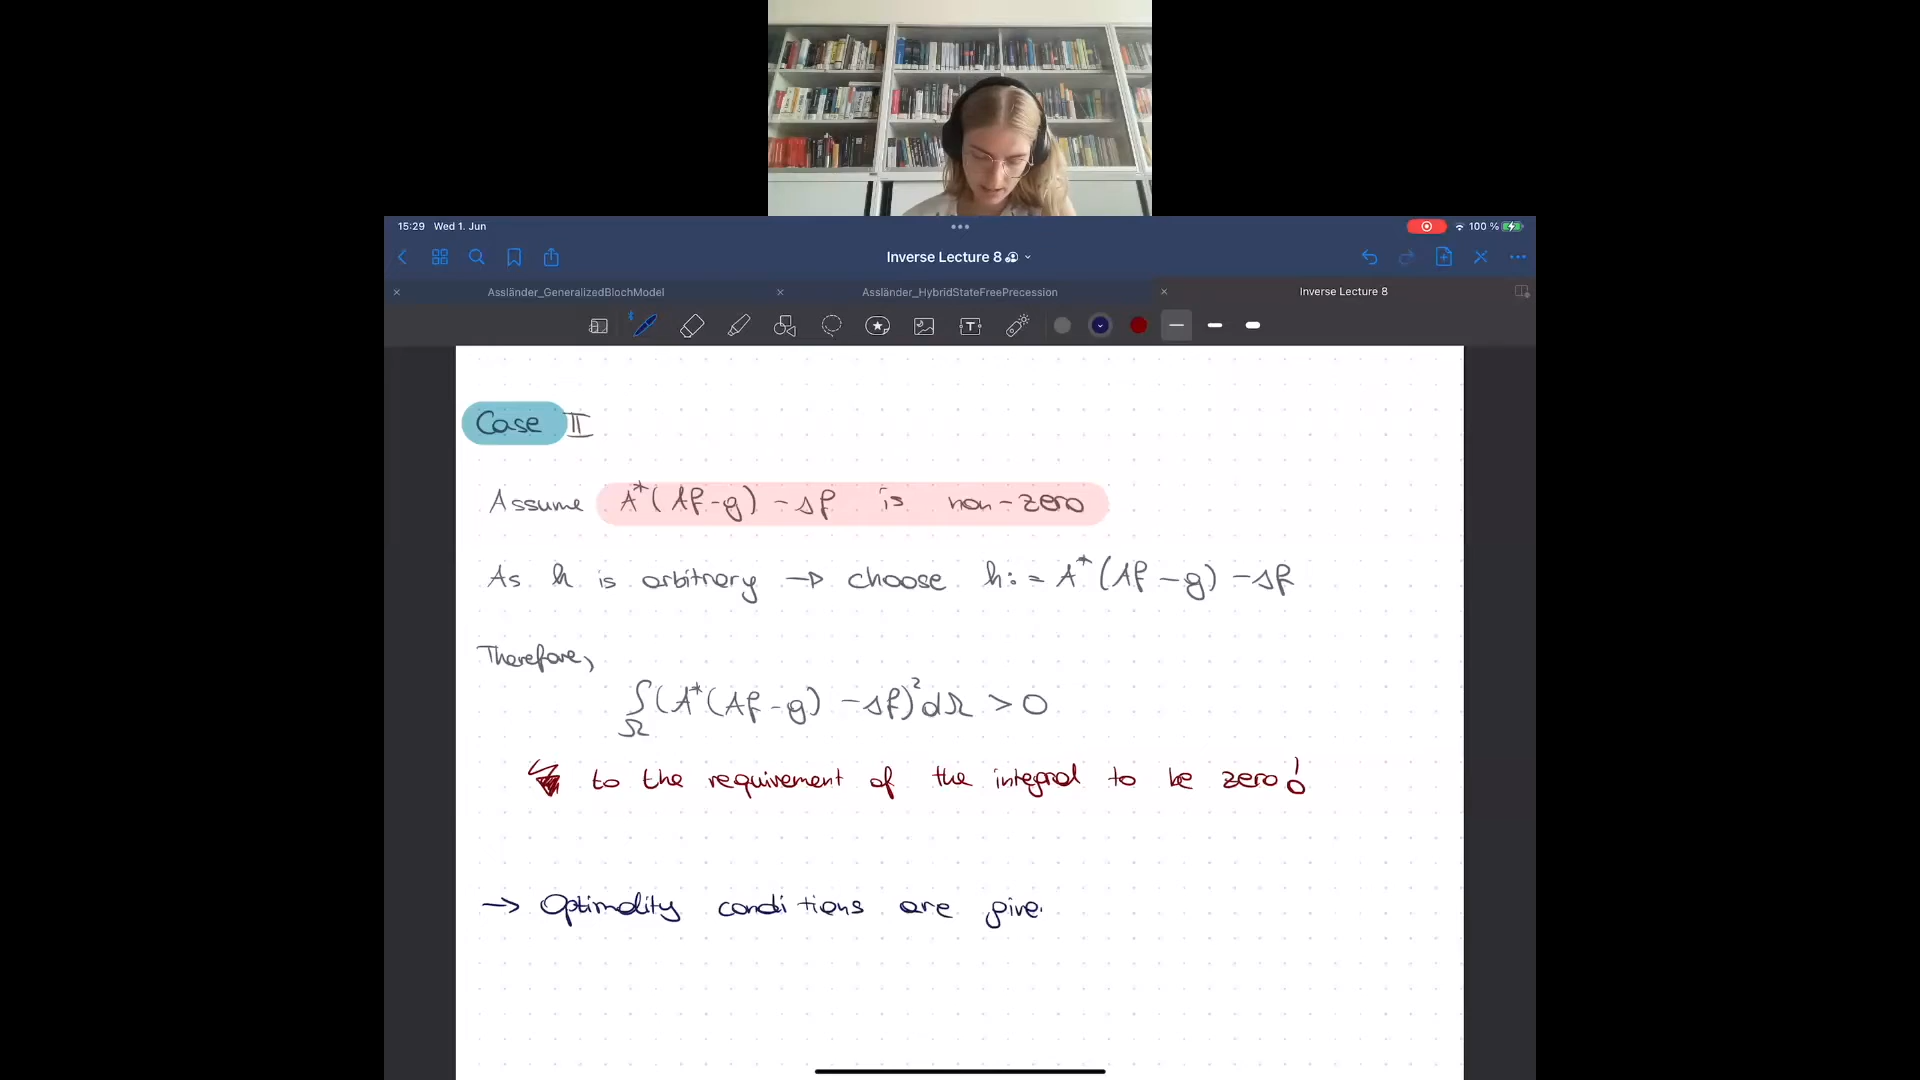 15:29 Wed 1. Jun
100 %
Inverse Lecture 8
Assländer_GeneralizedBlochModel
Assländer_HybridStateFreePrecession
Inverse Lecture 8
Case II
Assume A*(Af-g) - Δf is non-zero
As h is arbitrary → choose h := A*(Af-g) - Δf
Therefore,
∫_Ω (A*(Af-g) - Δf)² dΩ > 0
↯ to the requirement of the integral to be zero!
→ Optimality conditions are give